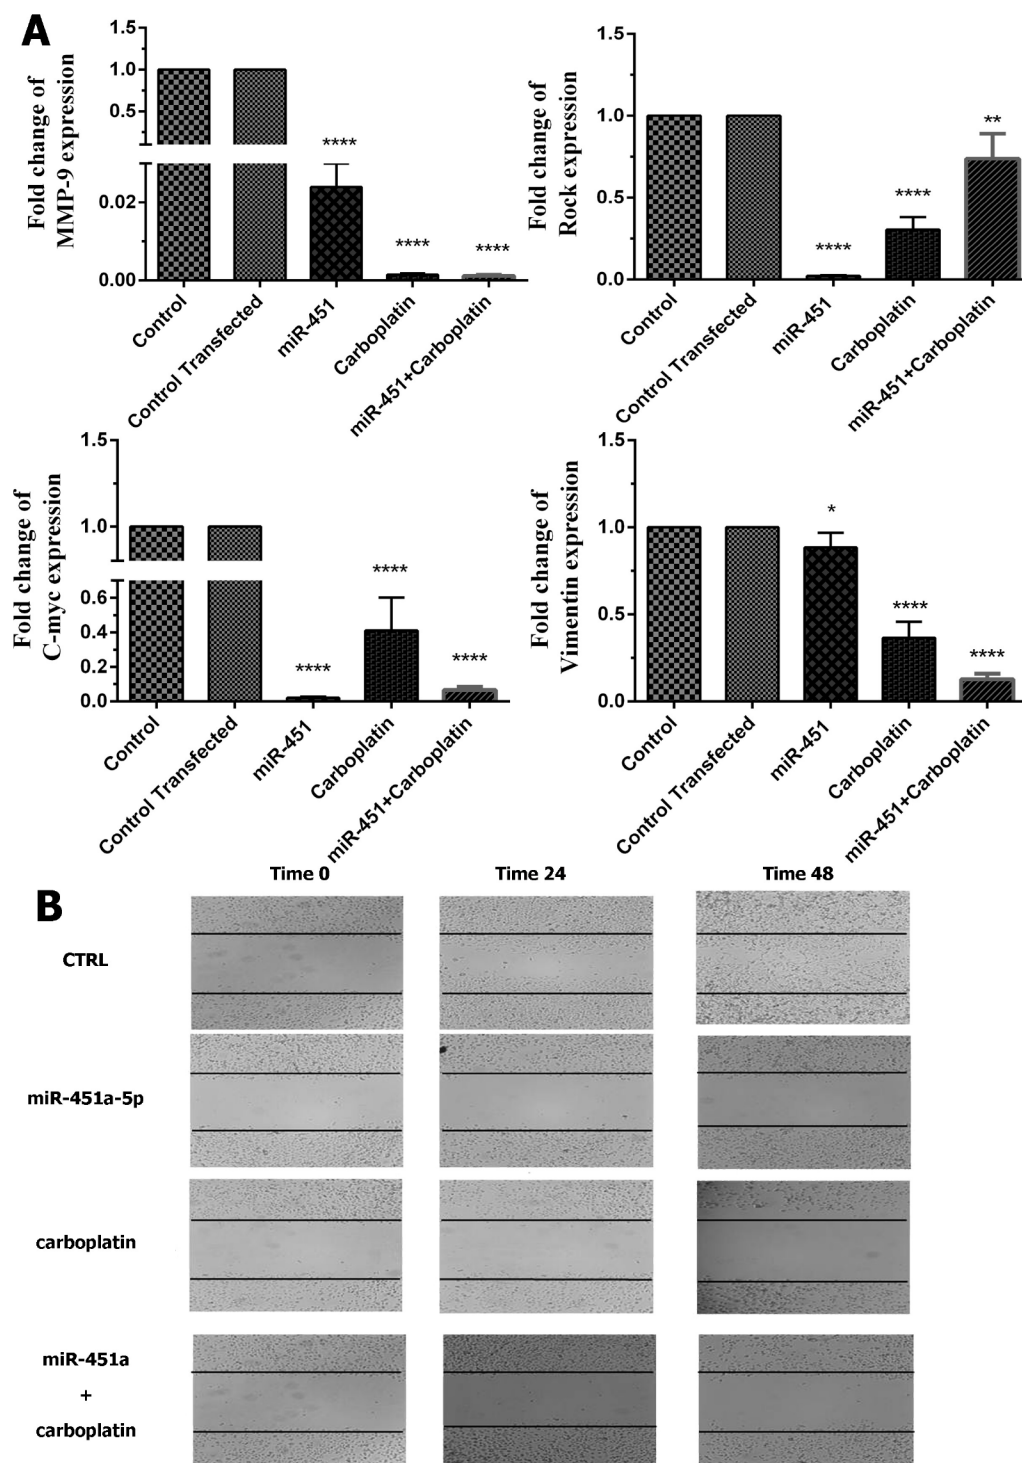 A
Fold change of
MMP-9 expression
1.5
1.0
0.5
0.02
0.00
****
****
****
Control
Control Transfected
miR-451
Carboplatin
miR-451+Carboplatin
Fold change of
Rock expression
1.5
1.0
0.5
0.0
****
****
**
Control
Control Transfected
miR-451
Carboplatin
miR-451+Carboplatin
Fold change of
C-myc expression
1.5
1.0
0.6
0.4
0.2
0.0
****
****
****
Control
Control Transfected
miR-451
Carboplatin
miR-451+Carboplatin
Fold change of
Vimentin expression
1.5
1.0
0.5
0.0
*
****
****
Control
Control Transfected
miR-451
Carboplatin
miR-451+Carboplatin
B
Time 0 Time 24 Time 48
CTRL
miR-451a-5p
carboplatin
miR-451a
+
carboplatin